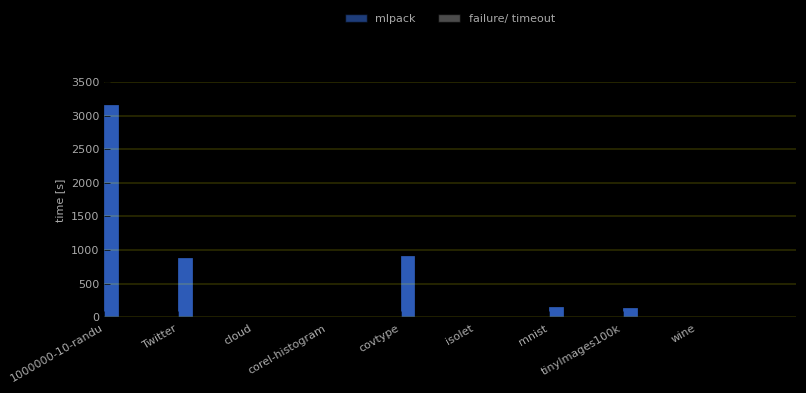 mlpack failure/ timeout
3500
3000
2500
2000
1500
1000
500
0
time [s]
1000000-10-randu
Twitter
cloud
corel-histogram
covtype
isolet
mnist
tinyImages100k
wine